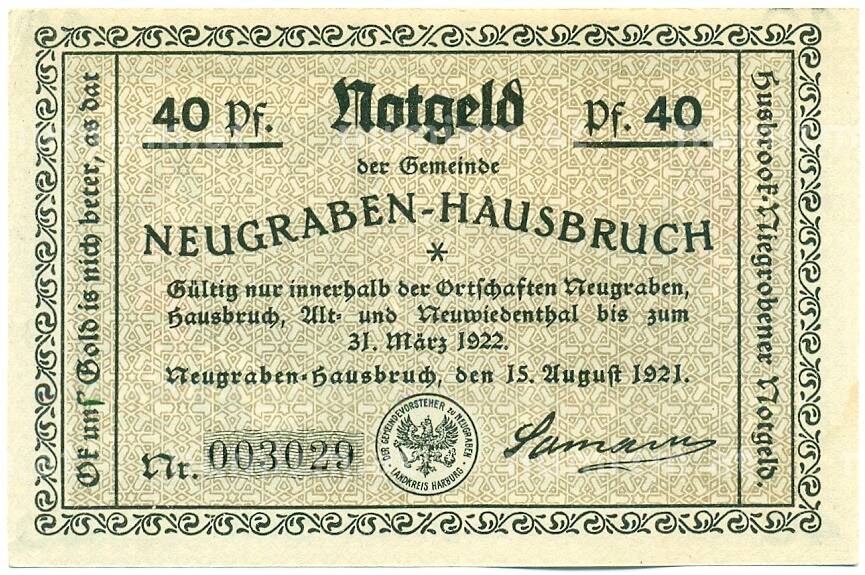 40 Pf. Notgeld Pf. 40
der Gemeinde
NEUGRABEN-HAUSBRUCH
*
Gültig nur innerhalb der Ortschaften Neugraben,
Hausbruch, Alt- und Neuwiedenthal bis zum
31. März 1922.
Neugraben-Hausbruch, den 15. August 1921.
Nr. 003029
DER GEMEINDEVORSTEHER zu NEUGRABEN
LANDKREIS HARBURG
Ok uns Gold is nich beter, as dat
Husbrook-Niegrobener Notgeld.